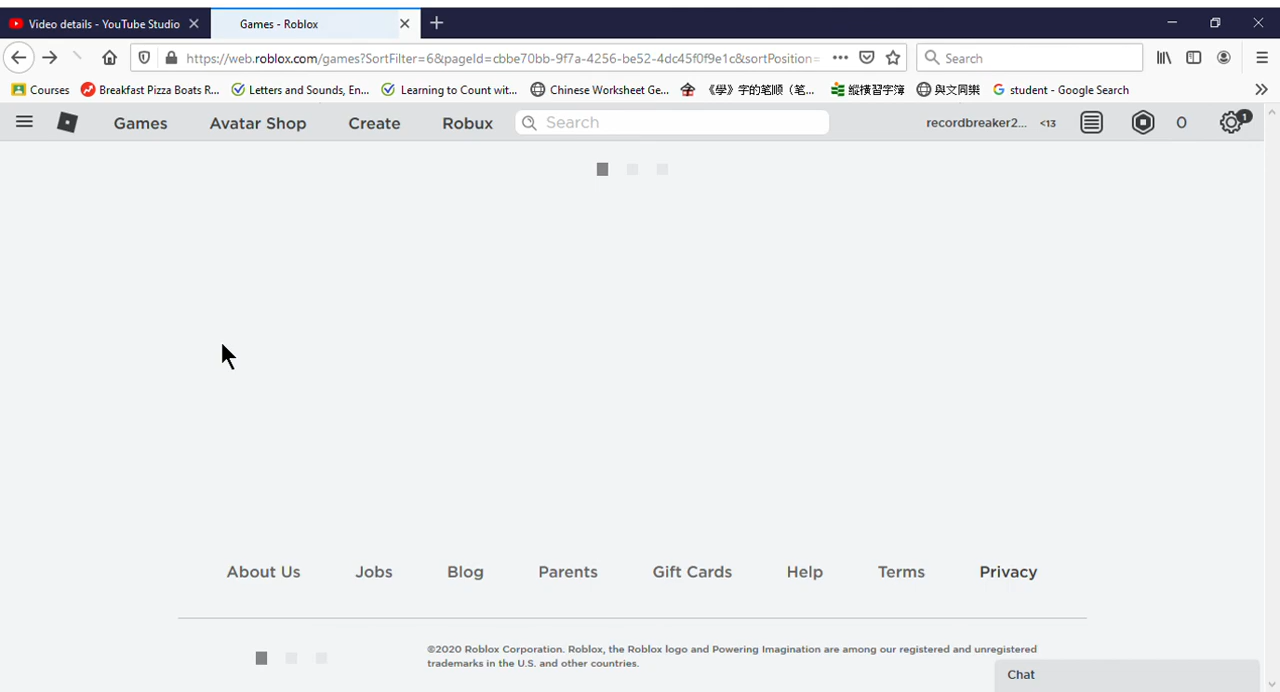 Video details - YouTube Studio
Games - Roblox
https://web.roblox.com/games?SortFilter=6&pageId=cbbe70bb-9f7a-4256-be52-4dc45f0f9e1c&sortPosition=
Search
Courses
Breakfast Pizza Boats R...
Letters and Sounds, En...
Learning to Count wit...
Chinese Worksheet Ge...
《學》字的笔顺（笔...
縱橫習字簿
與文同樂
student - Google Search
Games
Avatar Shop
Create
Robux
Search
recordbreaker2...
<13
0
1
About Us
Jobs
Blog
Parents
Gift Cards
Help
Terms
Privacy
©2020 Roblox Corporation. Roblox, the Roblox logo and Powering Imagination are among our registered and unregistered
trademarks in the U.S. and other countries.
Chat